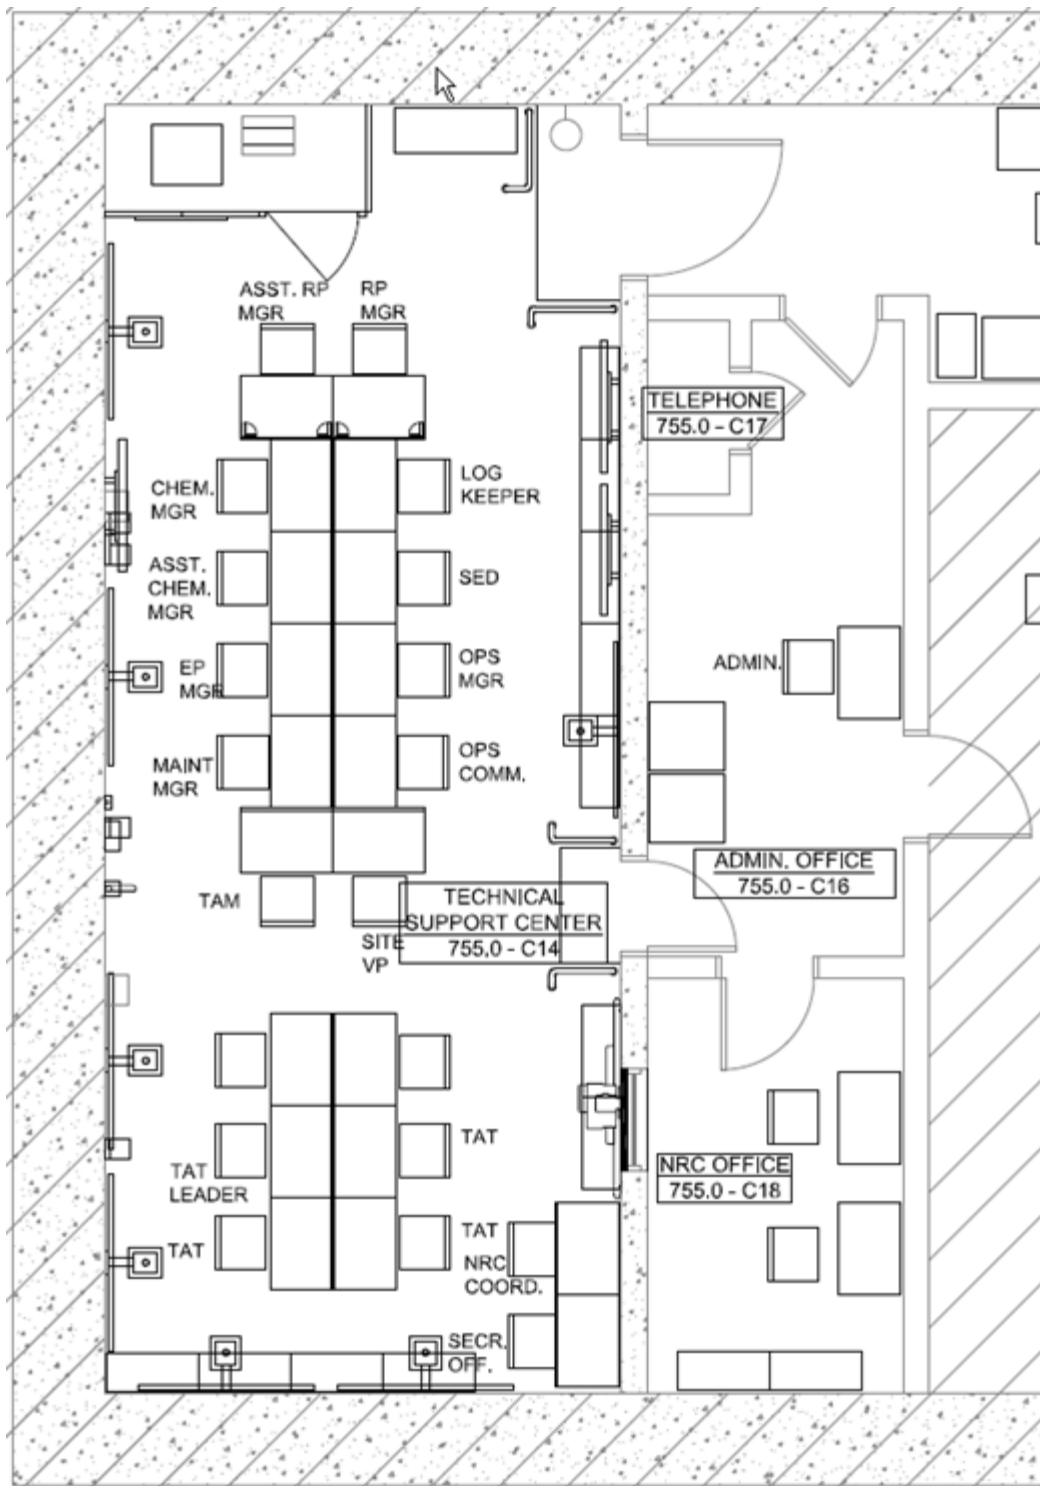 ASST. RP
MGR
RP
MGR
TELEPHONE
755.0 - C17
CHEM.
MGR
LOG
KEEPER
ASST.
CHEM.
MGR
SED
EP
MGR
OPS
MGR
ADMIN.
MAINT
MGR
OPS
COMM.
ADMIN. OFFICE
755.0 - C16
TAM
SITE
VP
TECHNICAL
SUPPORT CENTER
755.0 - C14
TAT
LEADER
TAT
NRC OFFICE
755.0 - C18
TAT
TAT
NRC
COORD.
SECR.
OFF.